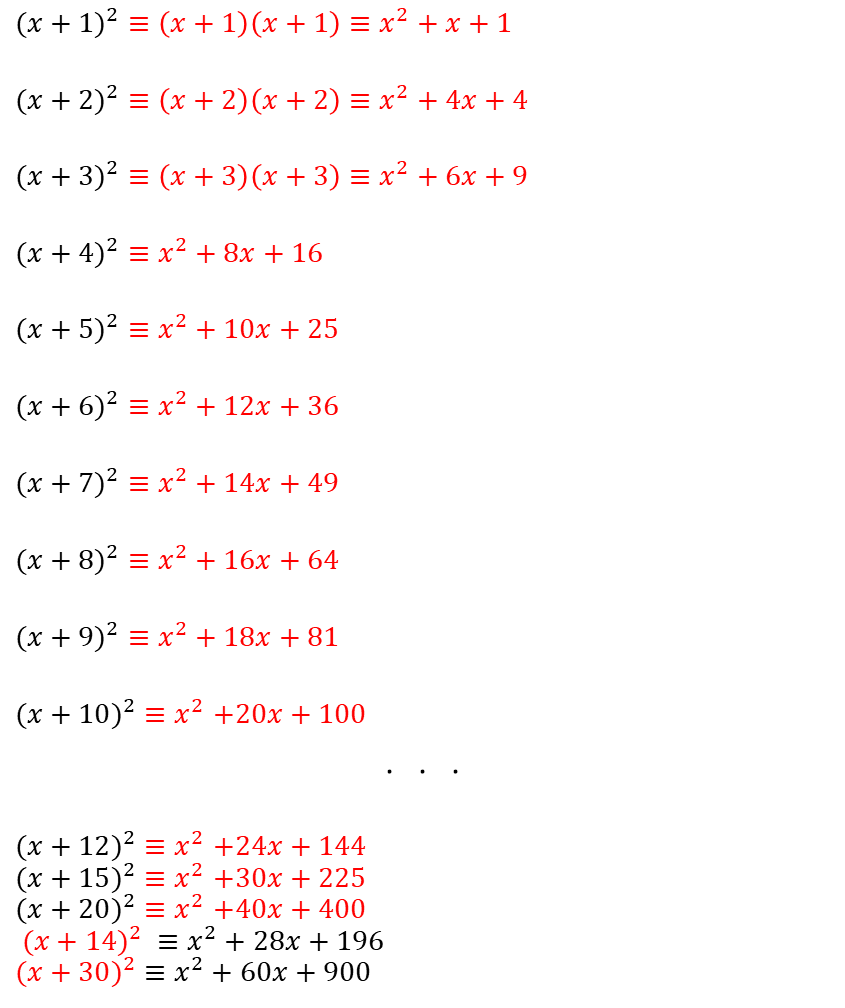 (x + 1)² ≡ (x + 1)(x + 1) ≡ x² + x + 1
(x + 2)² ≡ (x + 2)(x + 2) ≡ x² + 4x + 4
(x + 3)² ≡ (x + 3)(x + 3) ≡ x² + 6x + 9
(x + 4)² ≡ x² + 8x + 16
(x + 5)² ≡ x² + 10x + 25
(x + 6)² ≡ x² + 12x + 36
(x + 7)² ≡ x² + 14x + 49
(x + 8)² ≡ x² + 16x + 64
(x + 9)² ≡ x² + 18x + 81
(x + 10)² ≡ x² +20x + 100
. . .
(x + 12)² ≡ x² +24x + 144
(x + 15)² ≡ x² +30x + 225
(x + 20)² ≡ x² +40x + 400
(x + 14)² ≡ x² + 28x + 196
(x + 30)² ≡ x² + 60x + 900